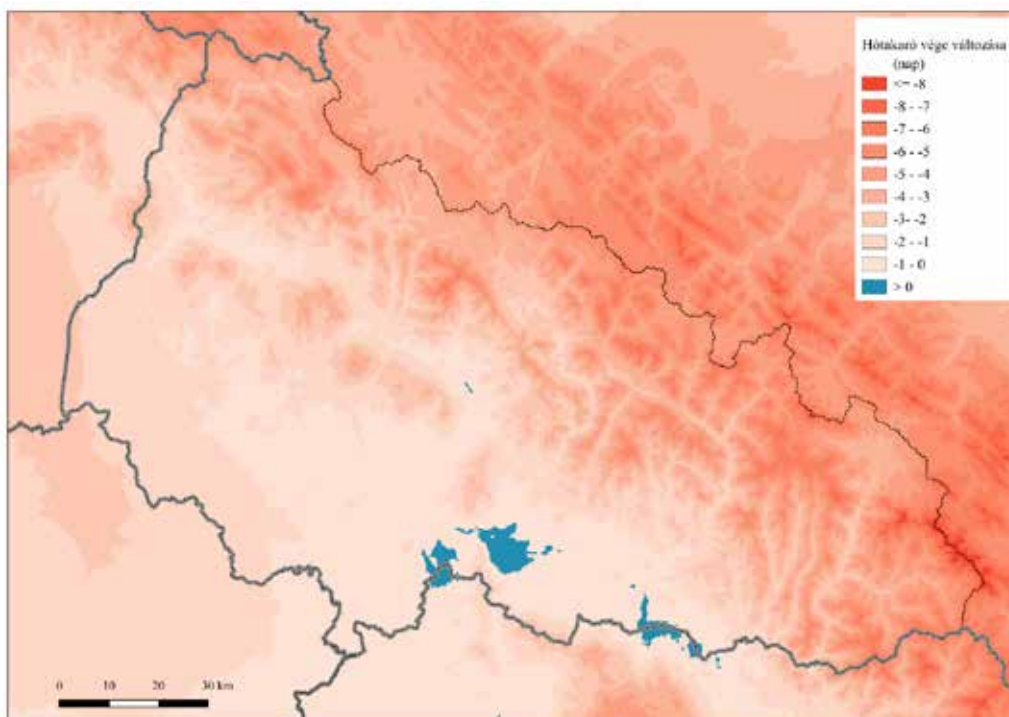 Hótakaró vége változása
(nap)
<= -8
-8 - -7
-7 - -6
-6 - -5
-5 - -4
-4 - -3
-3- -2
-2 - -1
-1 - 0
> 0
0 10 20 30 km